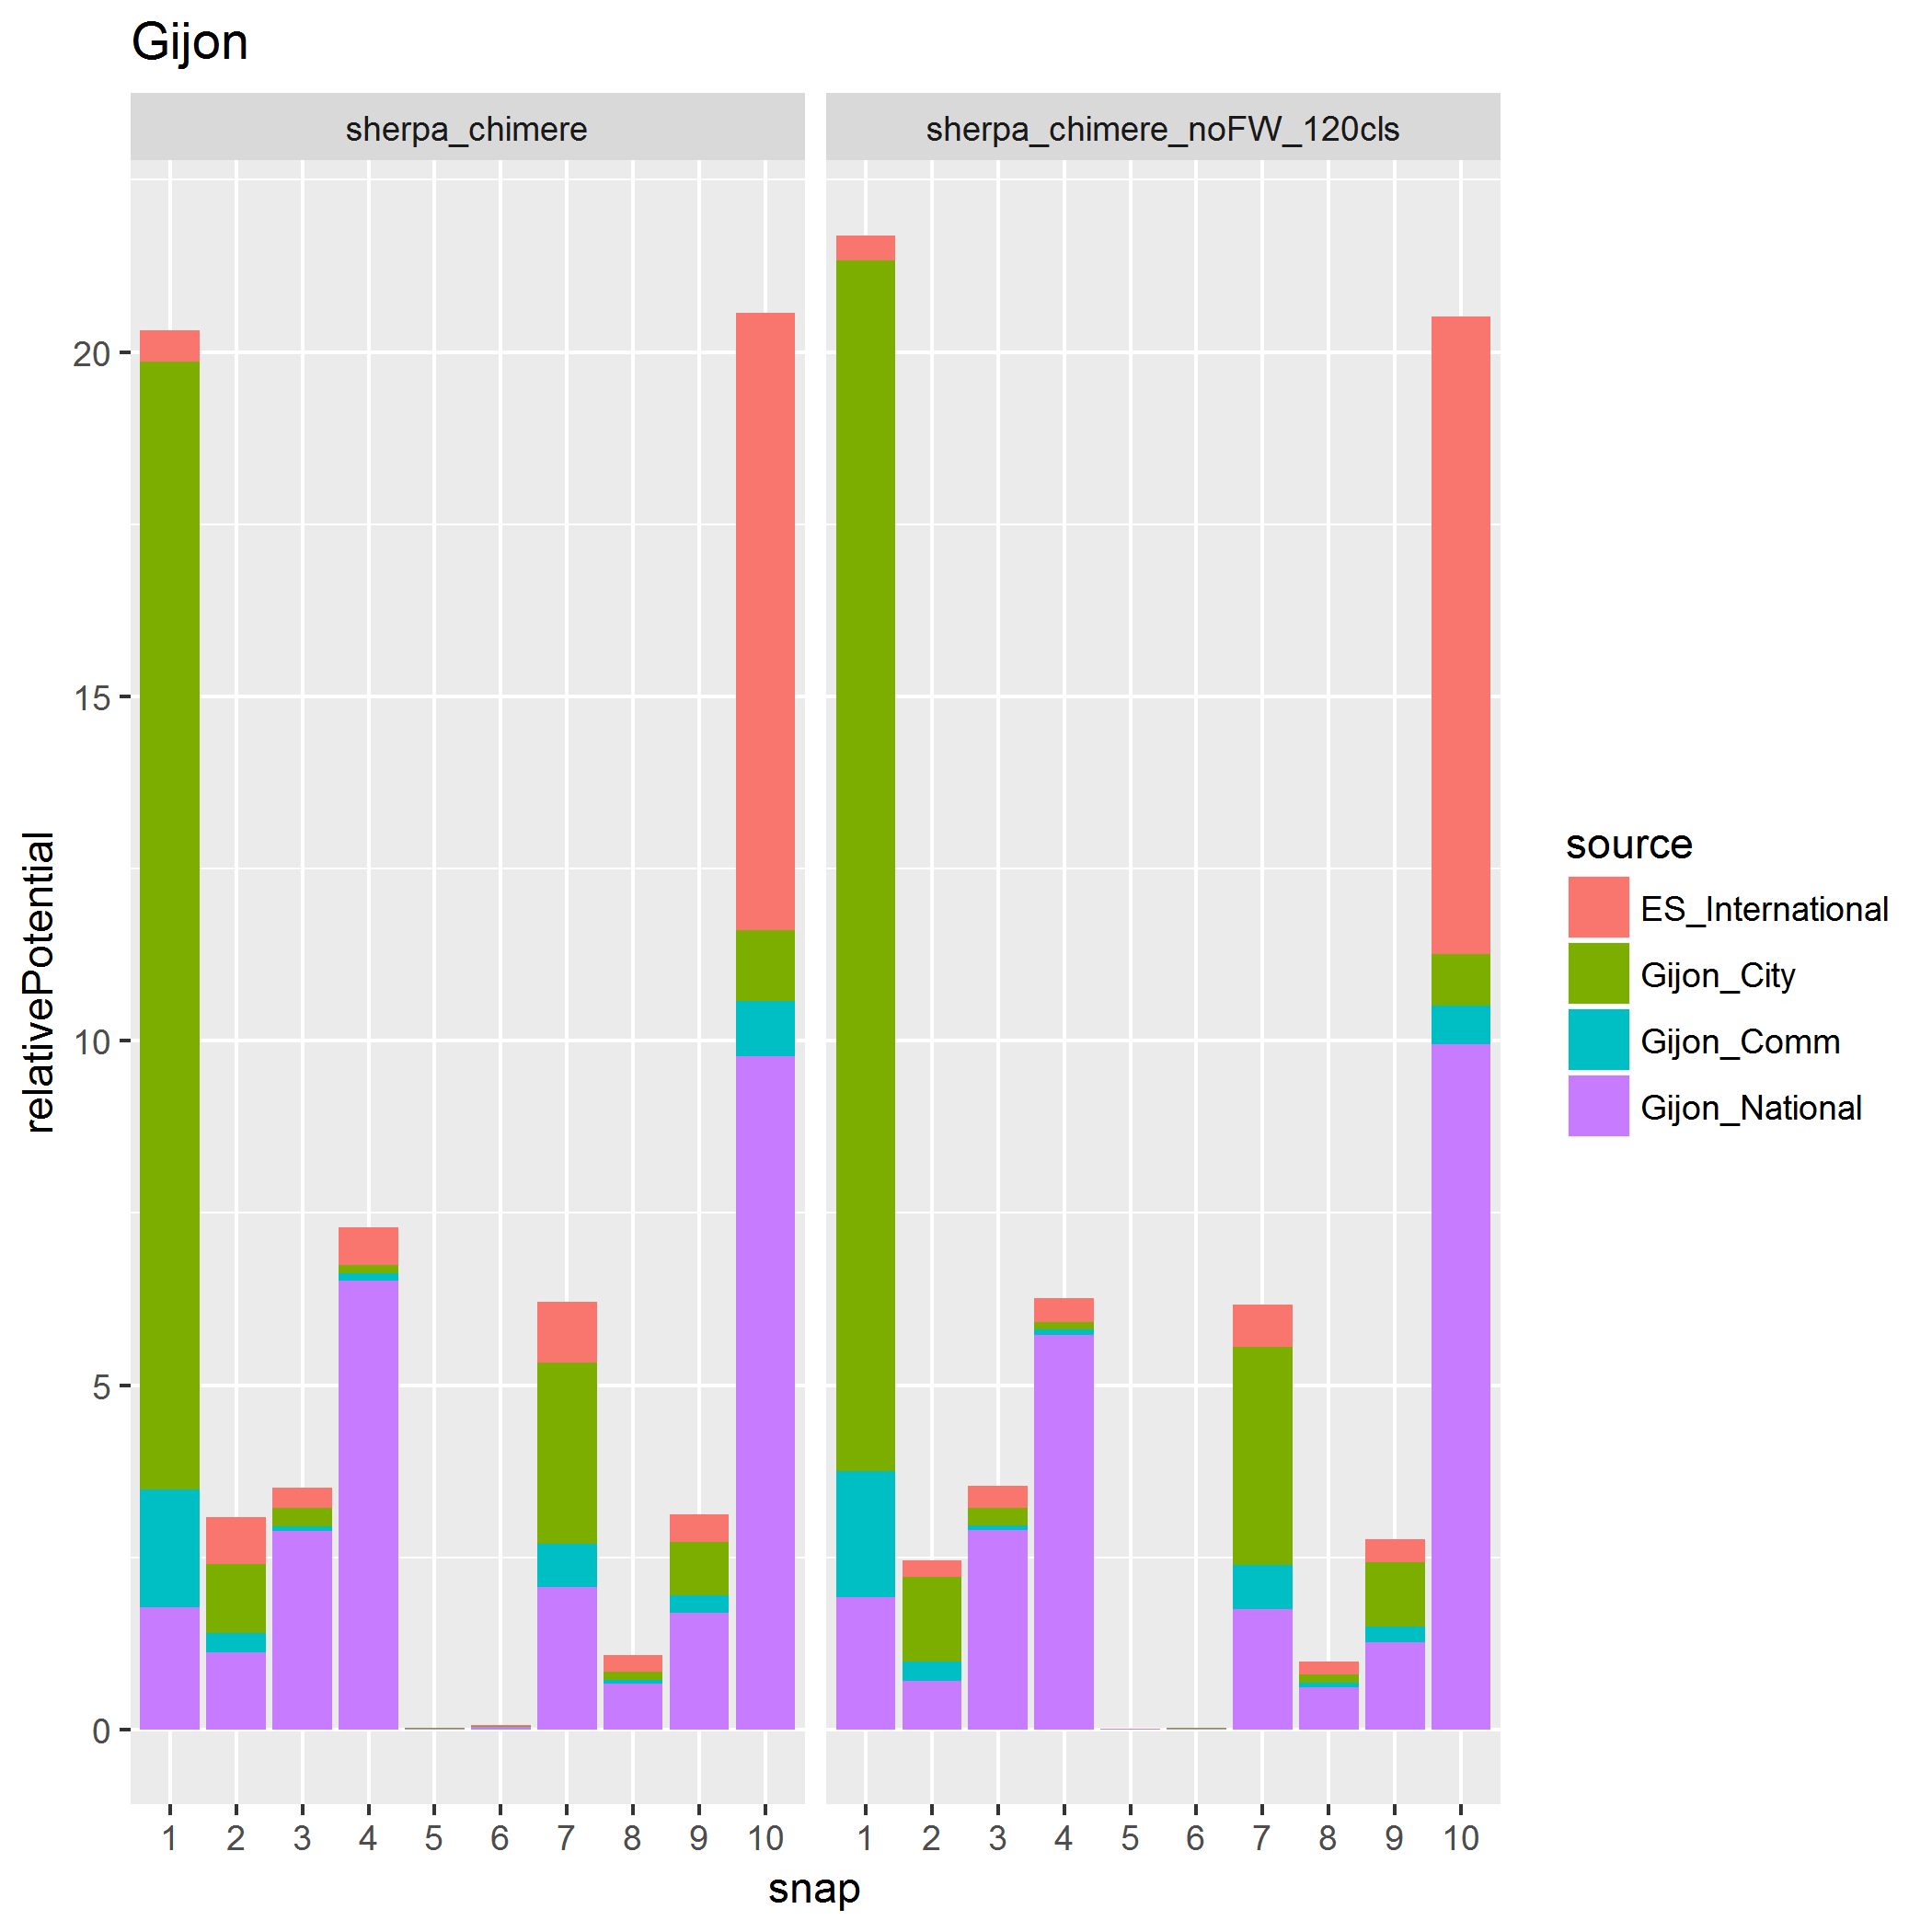 Gijon
sherpa_chimere
sherpa_chimere_noFW_120cls
relativePotential
20
15
10
5
0
1 2 3 4 5 6 7 8 9 10
1 2 3 4 5 6 7 8 9 10
snap
source
ES_International
Gijon_City
Gijon_Comm
Gijon_National